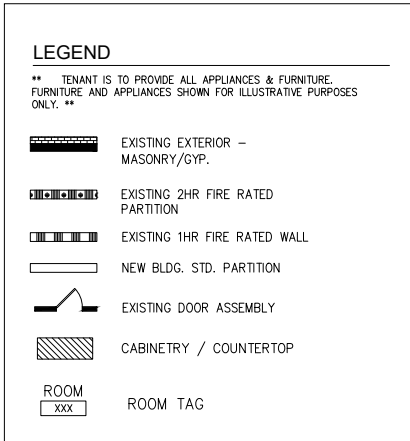 LEGEND
** TENANT IS TO PROVIDE ALL APPLIANCES & FURNITURE.
FURNITURE AND APPLIANCES SHOWN FOR ILLUSTRATIVE PURPOSES
ONLY. **
EXISTING EXTERIOR –
MASONRY/GYP.
EXISTING 2HR FIRE RATED
PARTITION
EXISTING 1HR FIRE RATED WALL
NEW BLDG. STD. PARTITION
EXISTING DOOR ASSEMBLY
CABINETRY / COUNTERTOP
ROOM
XXX
ROOM TAG